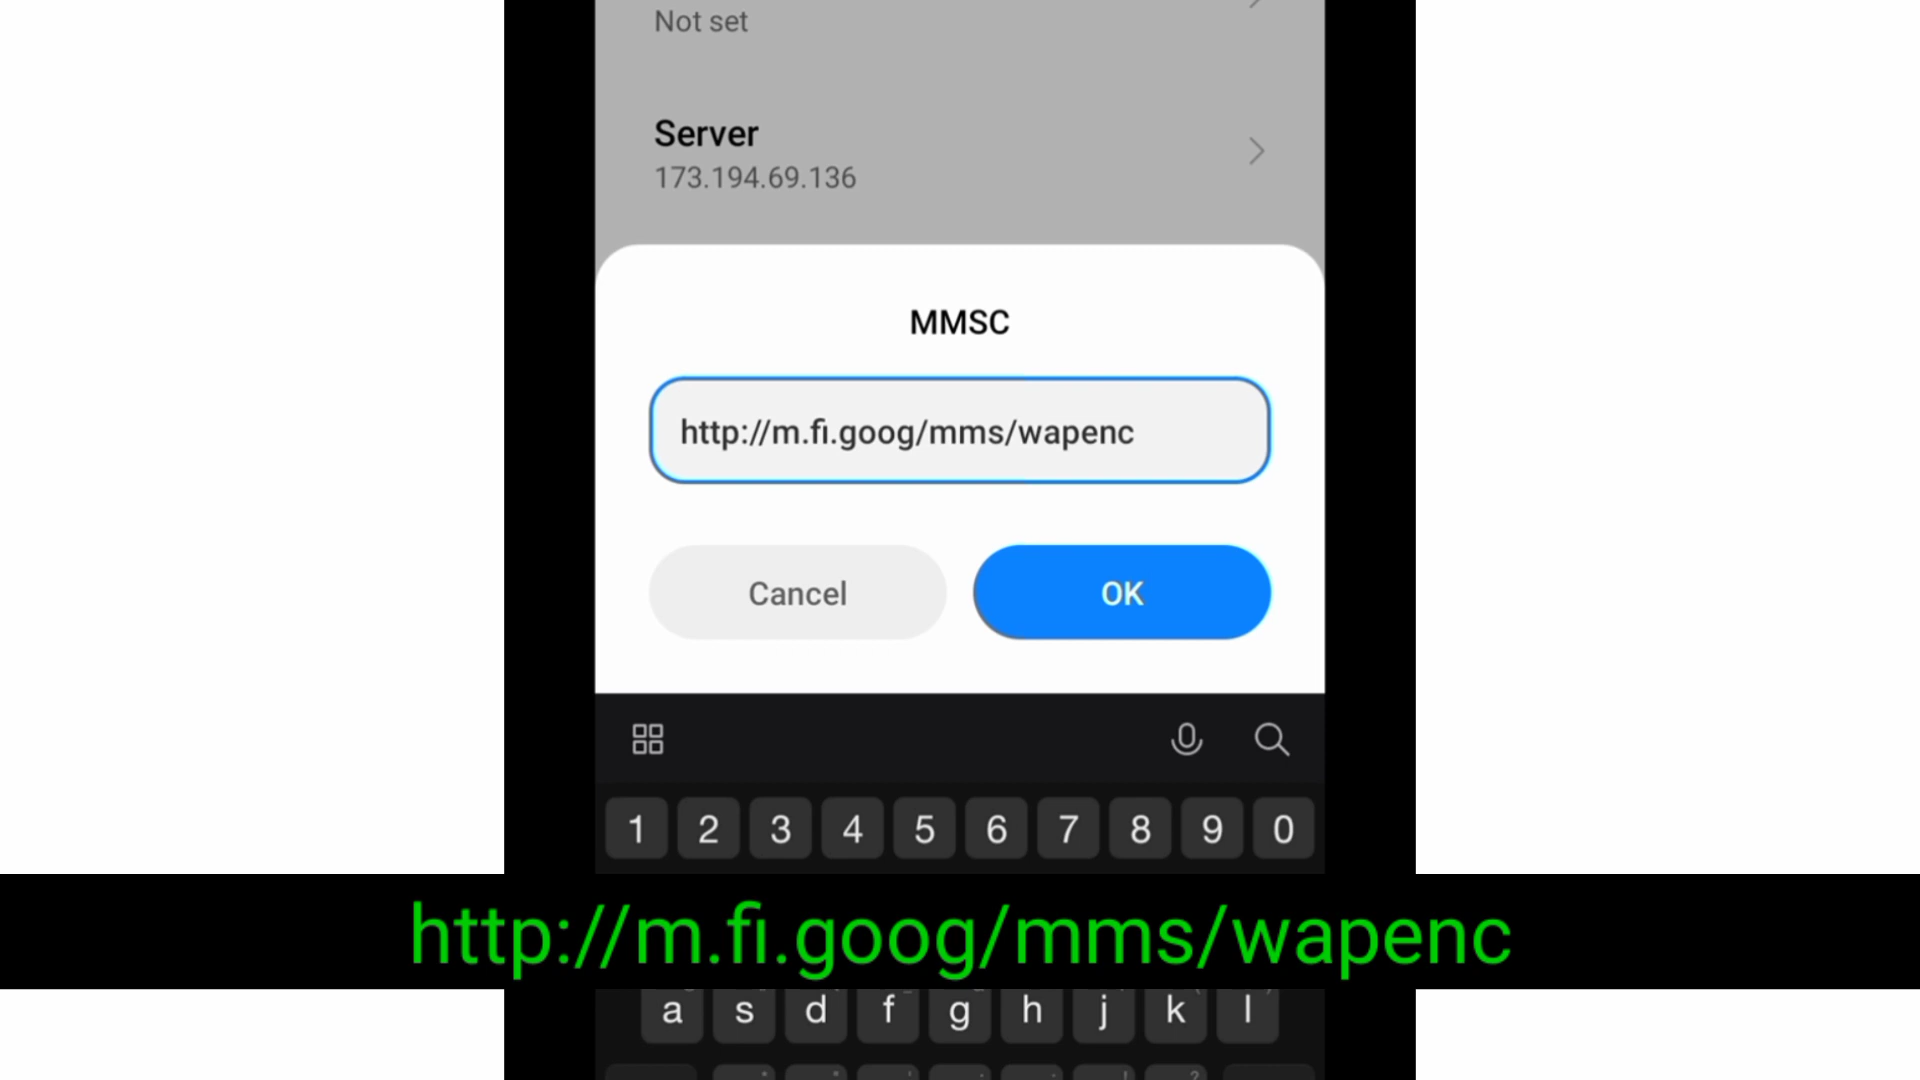 Not set
Server
173.194.69.136
MMSC
http://m.fi.goog/mms/wapenc
Cancel
OK
1 2 3 4 5 6 7 8 9 0
http://m.fi.goog/mms/wapenc
a s d f g h j k l